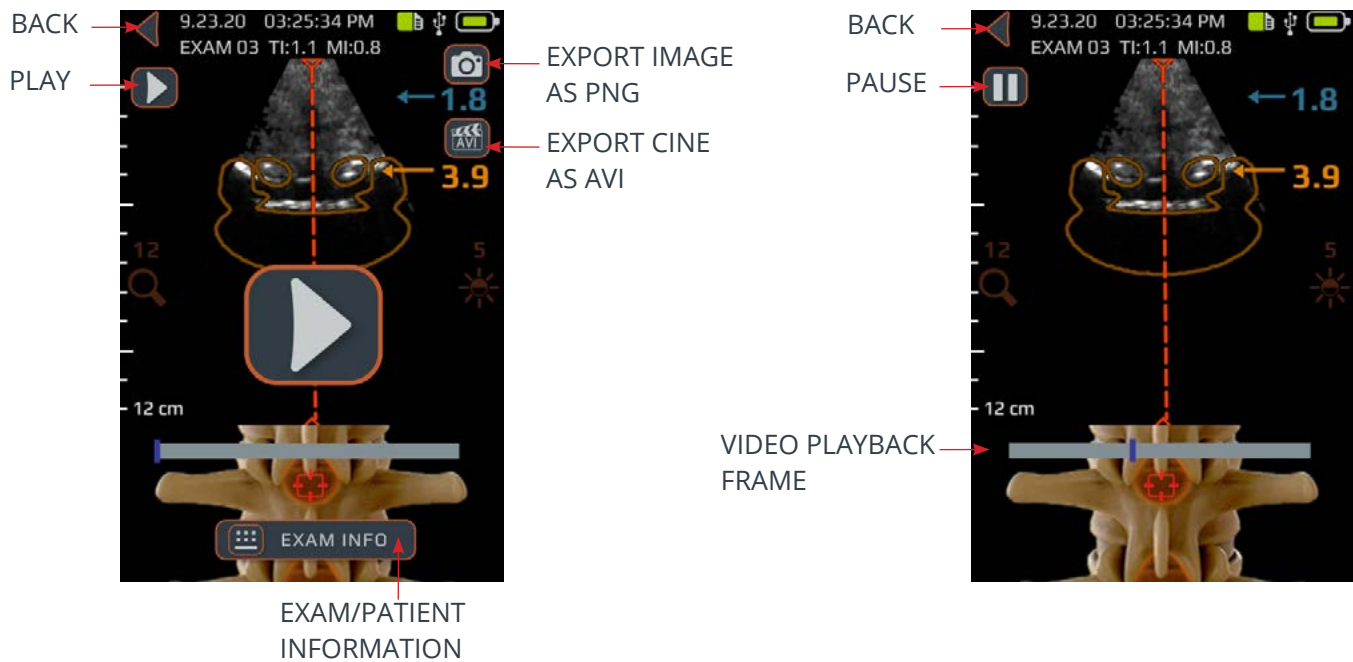 BACK
9.23.20 03:25:34 PM
EXAM 03 TI:1.1 MI:0.8
PLAY
EXPORT IMAGE
AS PNG
1.8
AVI
EXPORT CINE
AS AVI
3.9
12
5
12 cm
EXAM INFO
EXAM/PATIENT
INFORMATION
BACK
9.23.20 03:25:34 PM
EXAM 03 TI:1.1 MI:0.8
PAUSE
1.8
3.9
12
5
12 cm
VIDEO PLAYBACK
FRAME